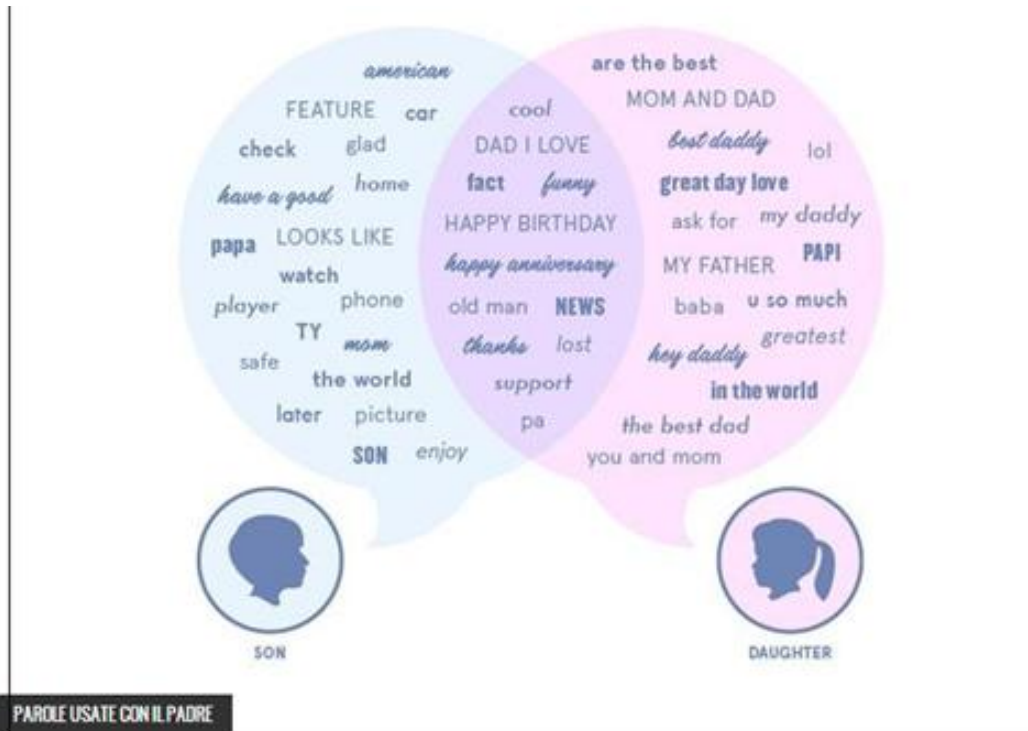 american
FEATURE car
check glad
have a good home
papa LOOKS LIKE
watch
player phone
TY mom
safe
the world
later picture
SON enjoy
cool
DAD I LOVE
fact funny
HAPPY BIRTHDAY
happy anniversary
old man NEWS
thanks lost
support
pa
are the best
MOM AND DAD
best daddy lol
great day love
ask for my daddy
MY FATHER PAPI
baba u so much
greatest
hey daddy
in the world
the best dad
you and mom
SON
DAUGHTER
PAROLE USATE CON IL PADRE